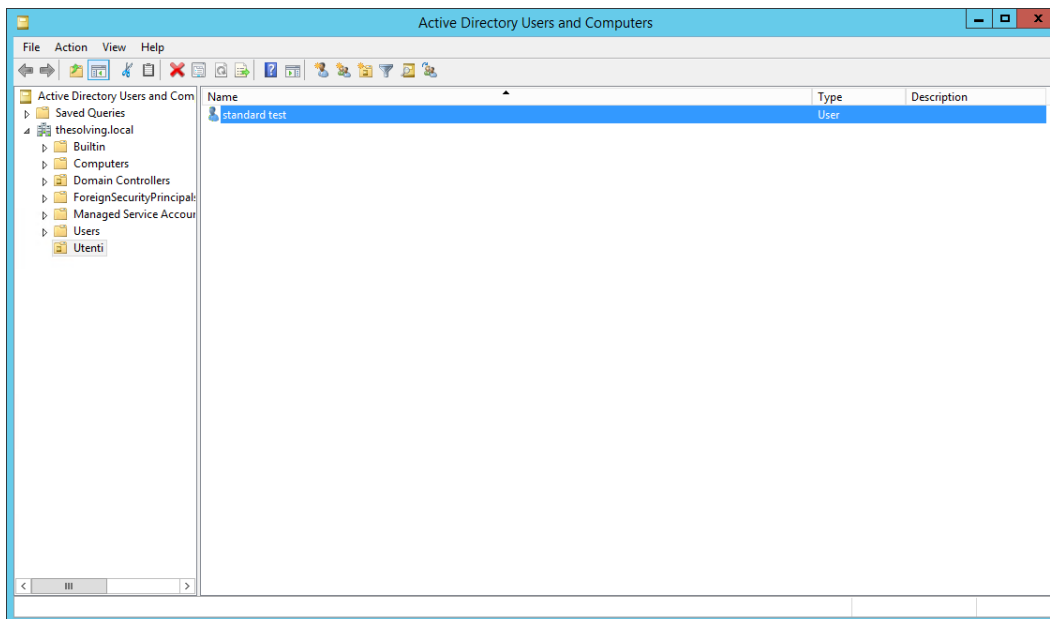 Active Directory Users and Computers
File Action View Help
Active Directory Users and Com
Saved Queries
thesolving.local
Builtin
Computers
Domain Controllers
ForeignSecurityPrincipals
Managed Service Accour
Users
Utenti
Name Type Description
standard test User